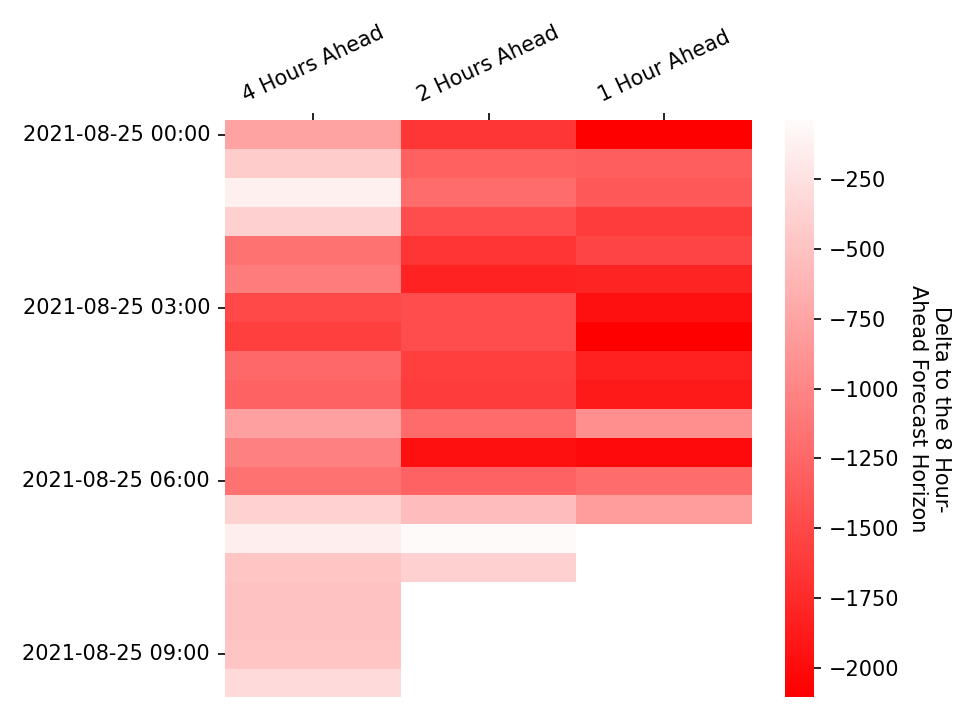 4 Hours Ahead
2 Hours Ahead
1 Hour Ahead
2021-08-25 00:00
2021-08-25 03:00
2021-08-25 06:00
2021-08-25 09:00
−250
−500
−750
−1000
−1250
−1500
−1750
−2000
Delta to the 8 Hour-
Ahead Forecast Horizon